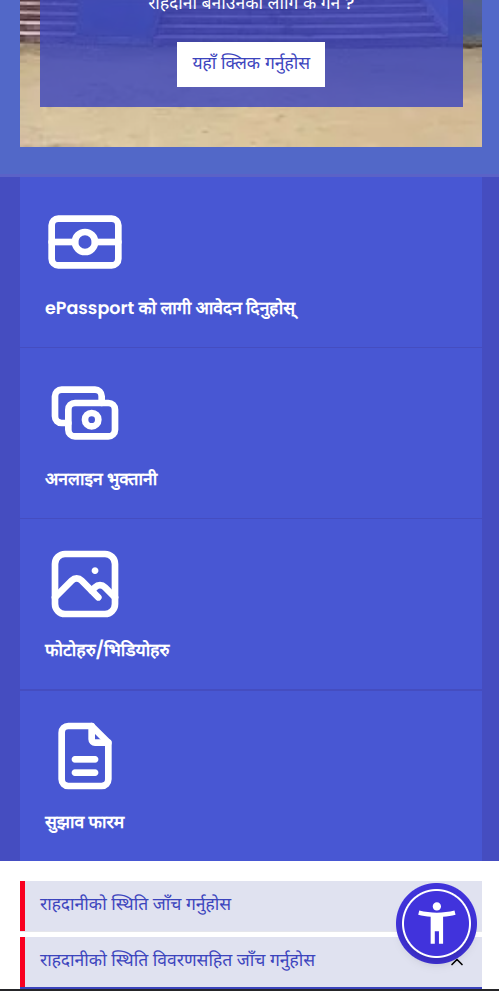 राहदानी बनाउनको लागि के गर्ने ?
यहाँ क्लिक गर्नुहोस
ePassport को लागी आवेदन दिनुहोस्
अनलाइन भुक्तानी
फोटोहरु/भिडियोहरु
सुझाव फारम
राहदानीको स्थिति जाँच गर्नुहोस
राहदानीको स्थिति विवरणसहित जाँच गर्नुहोस